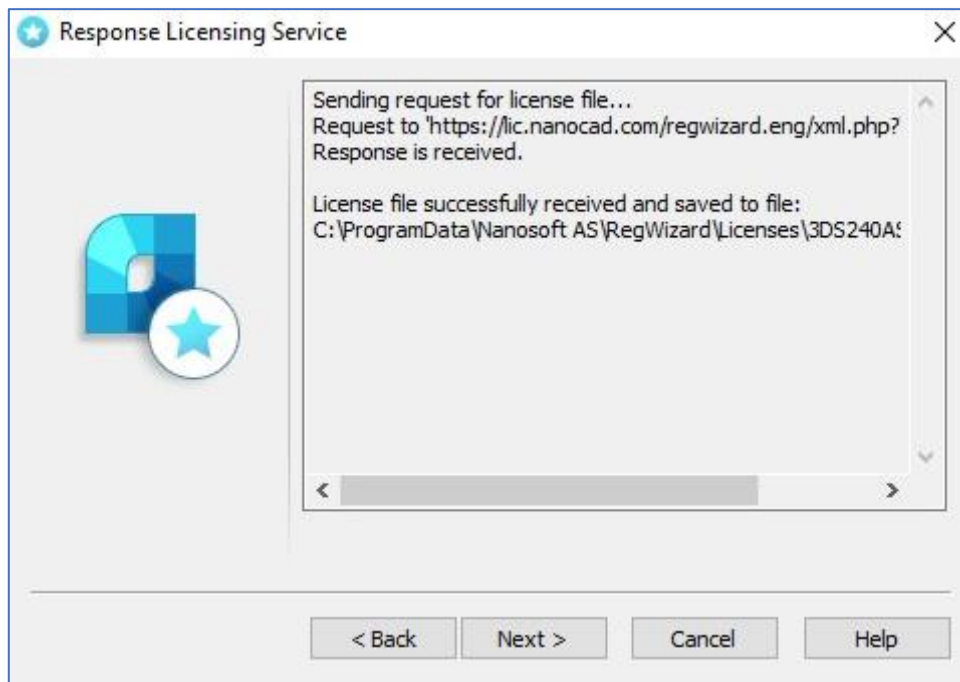 Response Licensing Service
Sending request for license file...
Request to 'https://lic.nanocad.com/regwizard.eng/xml.php?
Response is received.
License file successfully received and saved to file:
C:\ProgramData\Nanosoft AS\RegWizard\Licenses\3DS240AS
< Back Next > Cancel Help